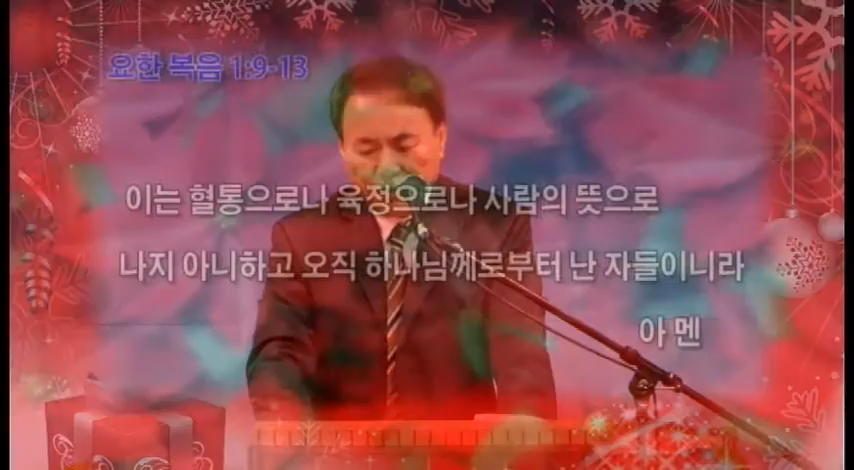 요한 복음 1:9-13
이는 혈통으로나 육정으로나 사람의 뜻으로
나지 아니하고 오직 하나님께로부터 난 자들이니라
아멘